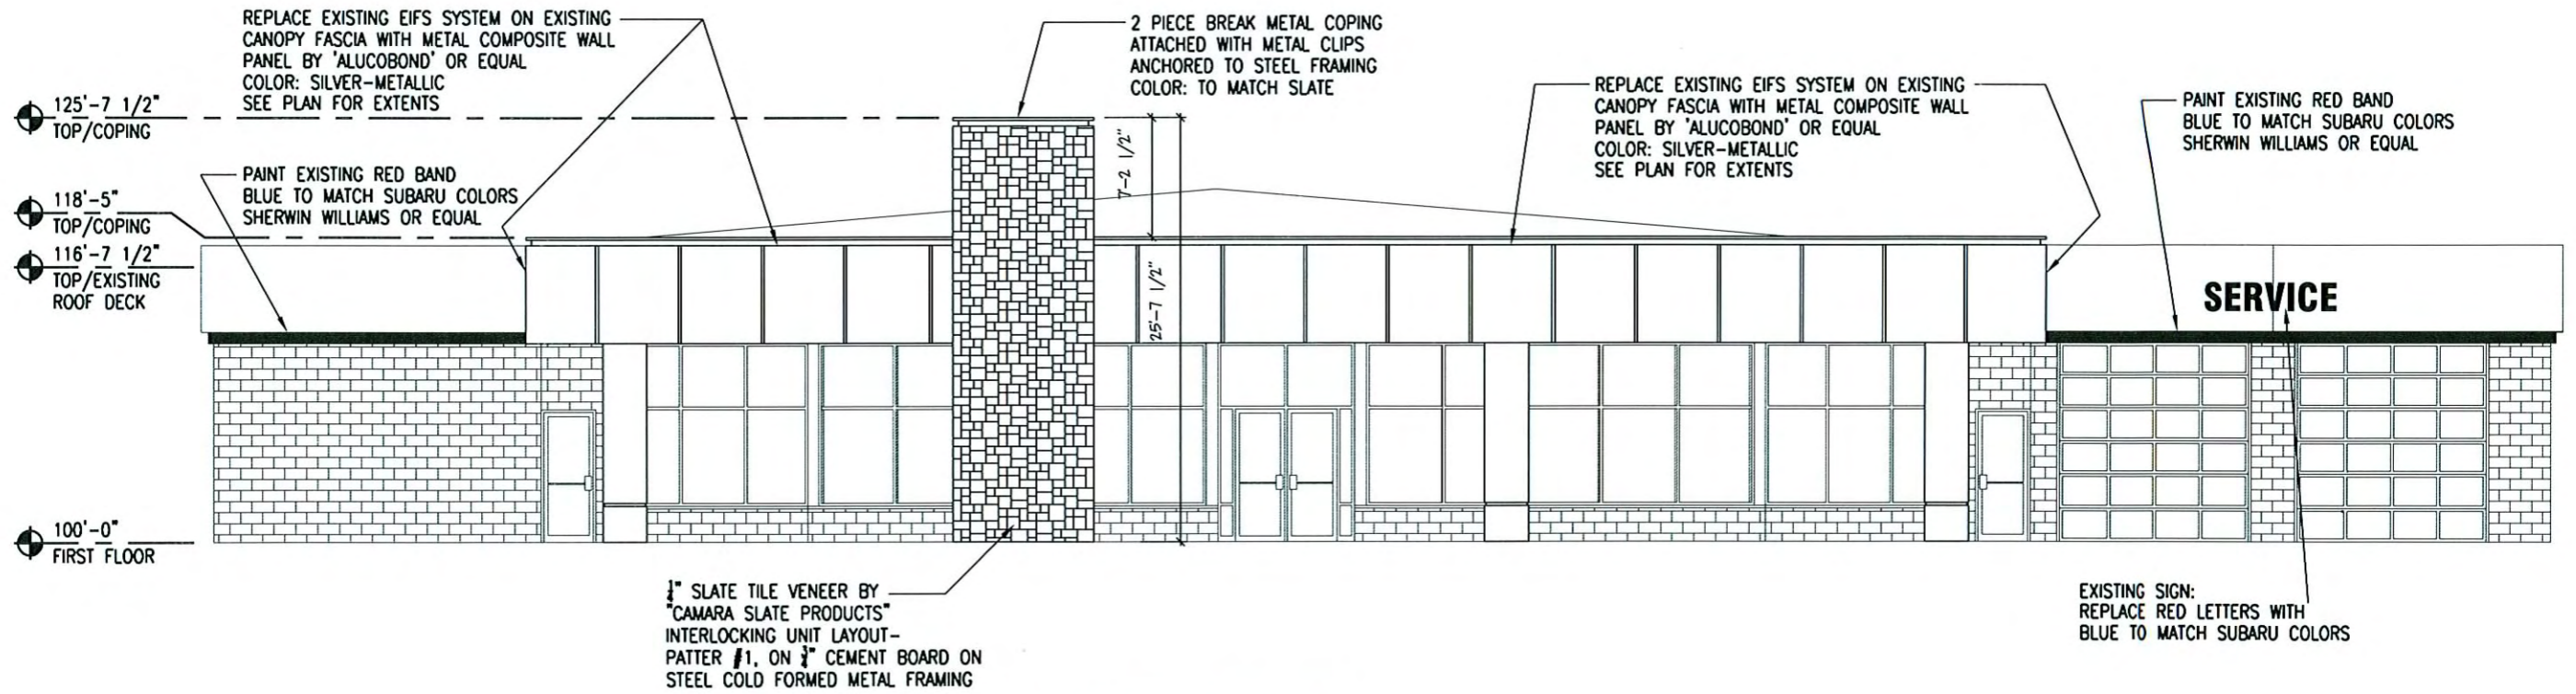 REPLACE EXISTING EIFS SYSTEM ON EXISTING
CANOPY FASCIA WITH METAL COMPOSITE WALL
PANEL BY 'ALUCOBOND' OR EQUAL
COLOR: SILVER-METALLIC
SEE PLAN FOR EXTENTS
2 PIECE BREAK METAL COPING
ATTACHED WITH METAL CLIPS
ANCHORED TO STEEL FRAMING
COLOR: TO MATCH SLATE
REPLACE EXISTING EIFS SYSTEM ON EXISTING
CANOPY FASCIA WITH METAL COMPOSITE WALL
PANEL BY 'ALUCOBOND' OR EQUAL
COLOR: SILVER-METALLIC
SEE PLAN FOR EXTENTS
PAINT EXISTING RED BAND
BLUE TO MATCH SUBARU COLORS
SHERWIN WILLIAMS OR EQUAL
125'-7 1/2"
TOP/COPING
PAINT EXISTING RED BAND
BLUE TO MATCH SUBARU COLORS
SHERWIN WILLIAMS OR EQUAL
118'-5"
TOP/COPING
116'-7 1/2"
TOP/EXISTING
ROOF DECK
7'-2 1/2"
25'-7 1/2"
SERVICE
100'-0"
FIRST FLOOR
SLATE TILE VENEER BY
"CAMARA SLATE PRODUCTS"
INTERLOCKING UNIT LAYOUT-
PATTER #1, ON CEMENT BOARD ON
STEEL COLD FORMED METAL FRAMING
EXISTING SIGN:
REPLACE RED LETTERS WITH
BLUE TO MATCH SUBARU COLORS